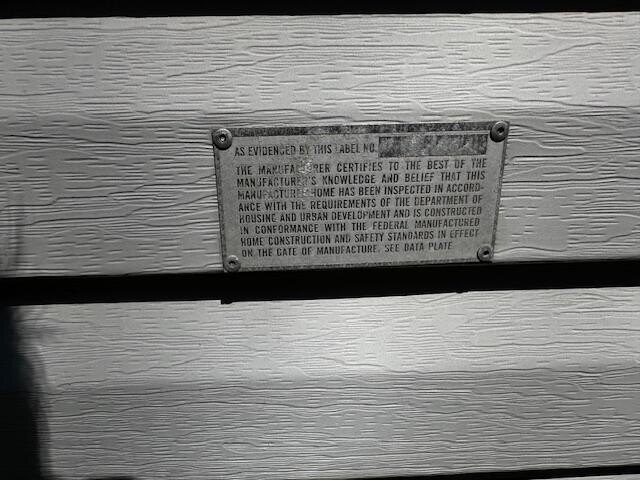 AS EVIDENCED BY THIS LABEL NO.
THE MANUFACTURER CERTIFIES TO THE BEST OF THE
MANUFACTURER'S KNOWLEDGE AND BELIEF THAT THIS
MANUFACTURED HOME HAS BEEN INSPECTED IN ACCORD-
ANCE WITH THE REQUIREMENTS OF THE DEPARTMENT OF
HOUSING AND URBAN DEVELOPMENT AND IS CONSTRUCTED
IN CONFORMANCE WITH THE FEDERAL MANUFACTURED
HOME CONSTRUCTION AND SAFETY STANDARDS IN EFFECT
ON THE DATE OF MANUFACTURE. SEE DATA PLATE